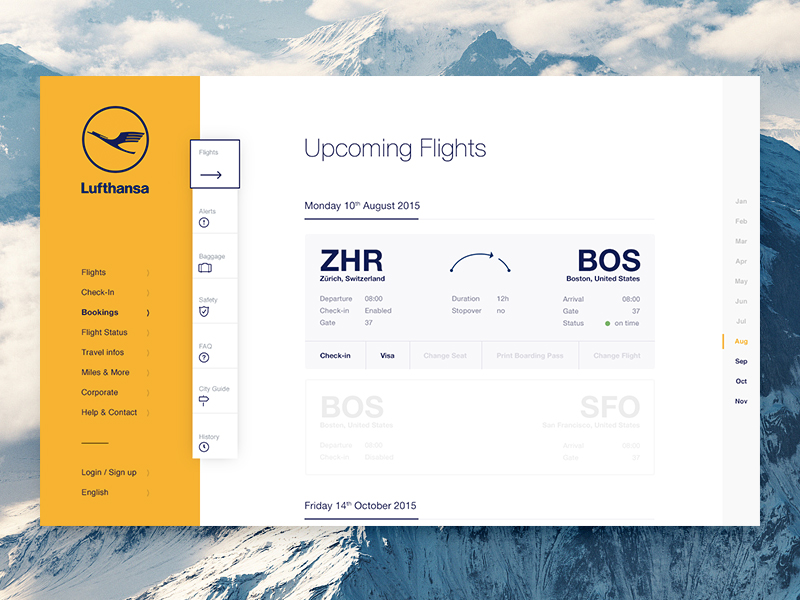 Lufthansa
Flights
Check-In
Bookings
Flight Status
Travel infos
Miles & More
Corporate
Help & Contact
Login / Sign up
English
Flights
Alerts
Baggage
Safety
FAQ
City Guide
History
Upcoming Flights
Monday 10th August 2015
ZHR BOS
Zürich, Switzerland Boston, United States
Departure 08:00 Duration 12h Arrival 08:00
Check-in Enabled Stopover no Gate 37
Gate 37 Status on time
Check-in Visa Change Seat Print Boarding Pass Change Flight
BOS SFO
Boston, United States San Francisco, United States
Departure 08:00 Arrival 08:00
Check-in Disabled Gate 37
Friday 14th October 2015
Jan
Feb
Mar
Apr
May
Jun
Jul
Aug
Sep
Oct
Nov